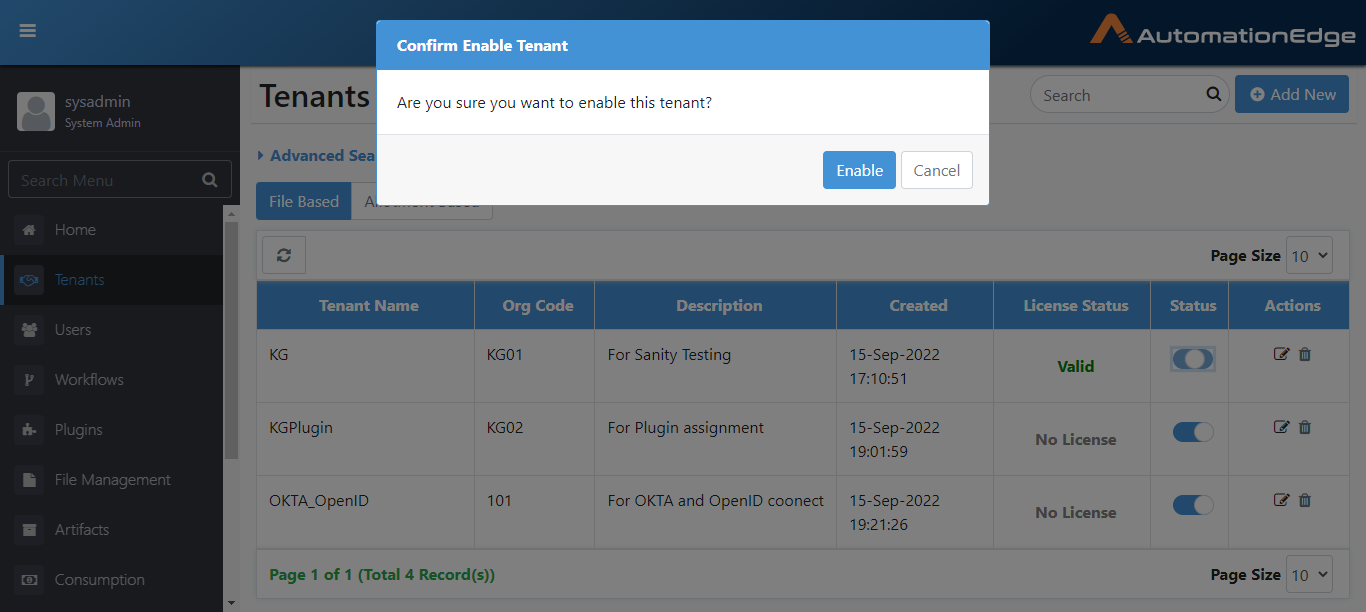 AutomationEdge
Confirm Enable Tenant
Are you sure you want to enable this tenant?
Enable Cancel
sysadmin
System Admin
Search Menu
Home
Tenants
Users
Workflows
Plugins
File Management
Artifacts
Consumption
Tenants
Search
Add New
Advanced Sea
File Based
Page Size 10
Tenant Name Org Code Description Created License Status Status Actions
KG KG01 For Sanity Testing 15-Sep-2022 17:10:51 Valid
KGPlugin KG02 For Plugin assignment 15-Sep-2022 19:01:59 No License
OKTA_OpenID 101 For OKTA and OpenID coonect 15-Sep-2022 19:21:26 No License
Page 1 of 1 (Total 4 Record(s))
Page Size 10